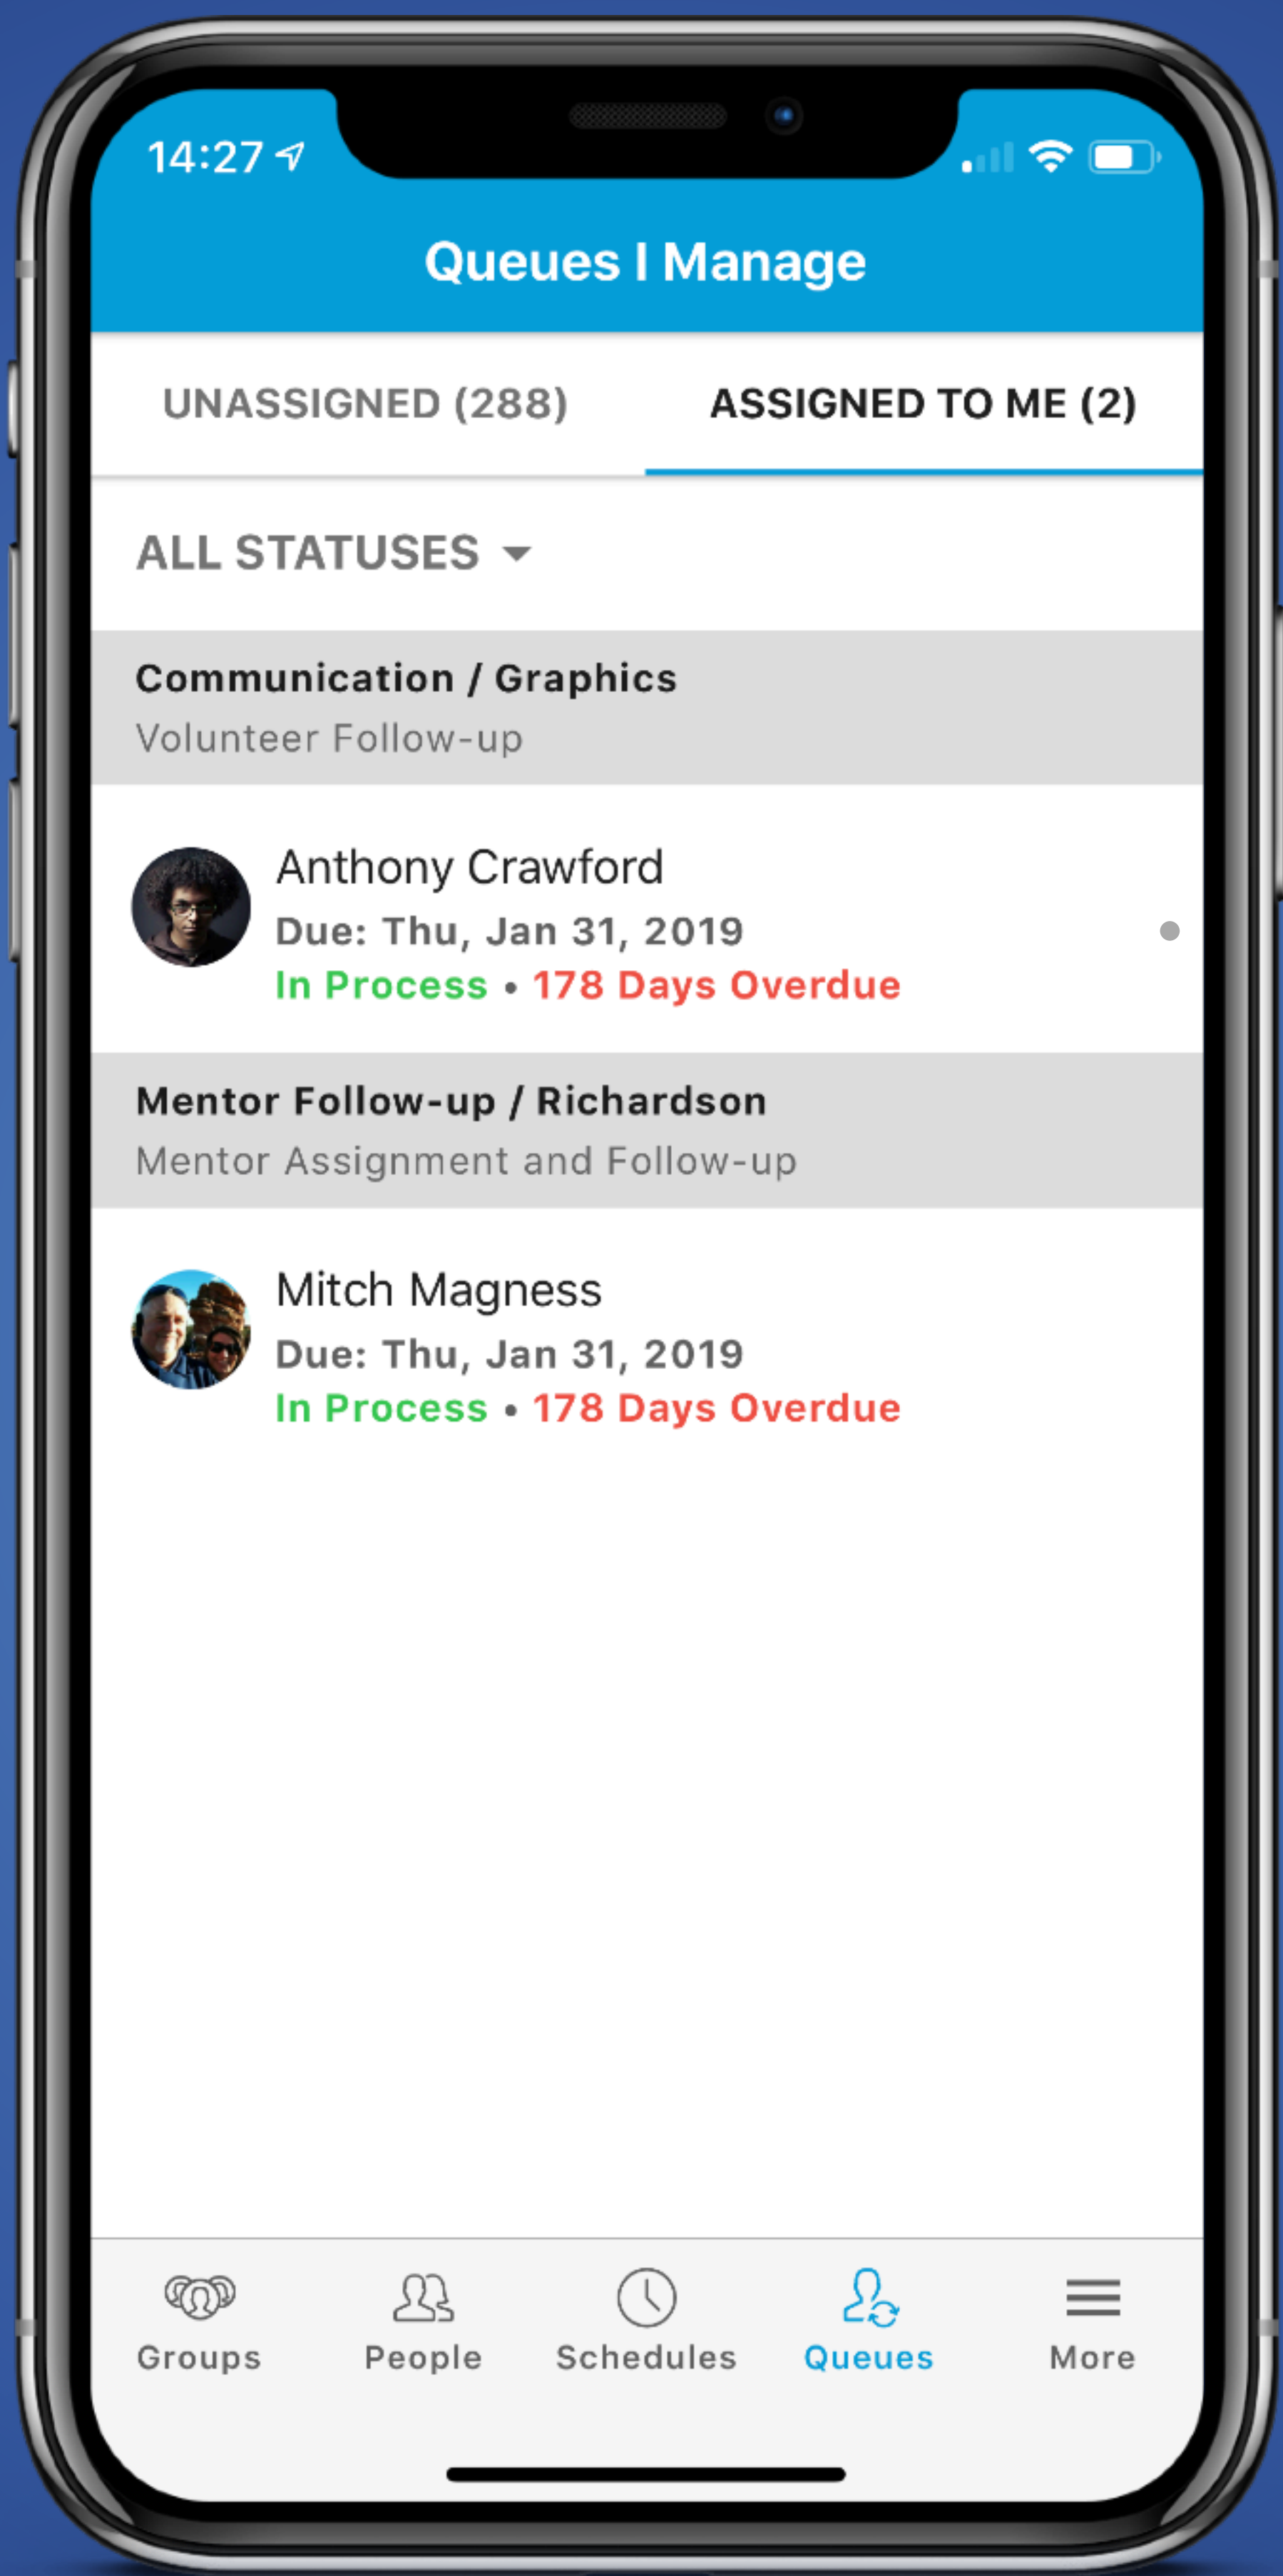 14:27
Queues I Manage
UNASSIGNED (288) ASSIGNED TO ME (2)
ALL STATUSES
Communication / Graphics
Volunteer Follow-up
Anthony Crawford
Due: Thu, Jan 31, 2019
In Process • 178 Days Overdue
Mentor Follow-up / Richardson
Mentor Assignment and Follow-up
Mitch Magness
Due: Thu, Jan 31, 2019
In Process • 178 Days Overdue
Groups People Schedules Queues More